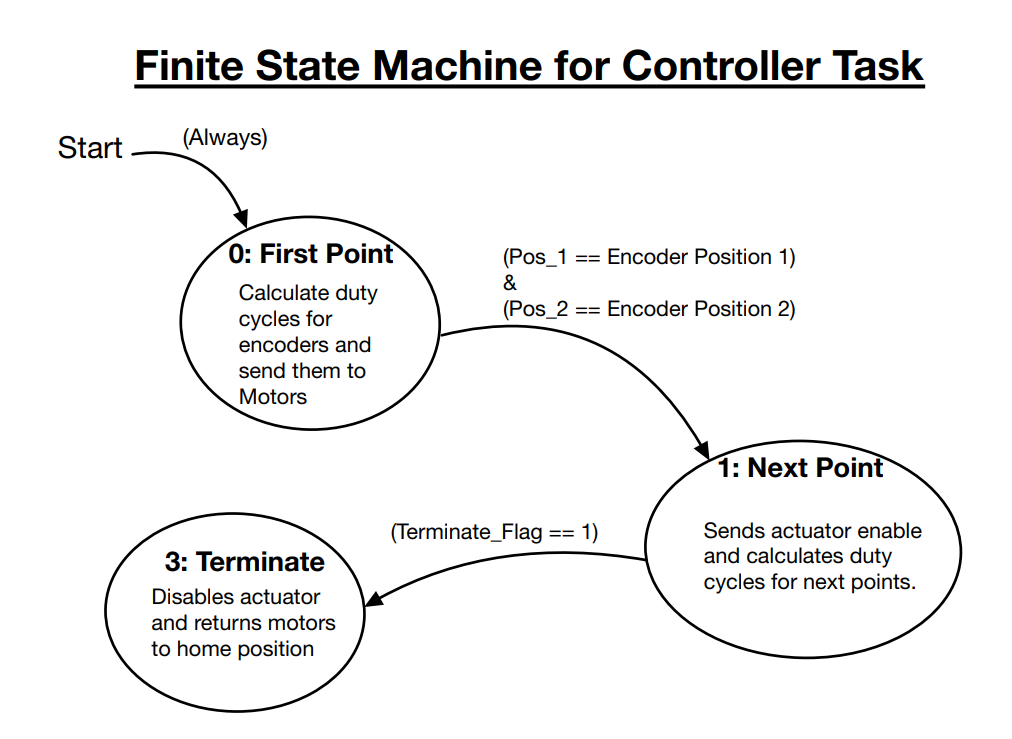 Finite State Machine for Controller Task
Start
(Always)
0: First Point
Calculate duty
cycles for
encoders and
send them to
Motors
(Pos_1 == Encoder Position 1)
&
(Pos_2 == Encoder Position 2)
1: Next Point
Sends actuator enable
and calculates duty
cycles for next points.
(Terminate_Flag == 1)
3: Terminate
Disables actuator
and returns motors
to home position